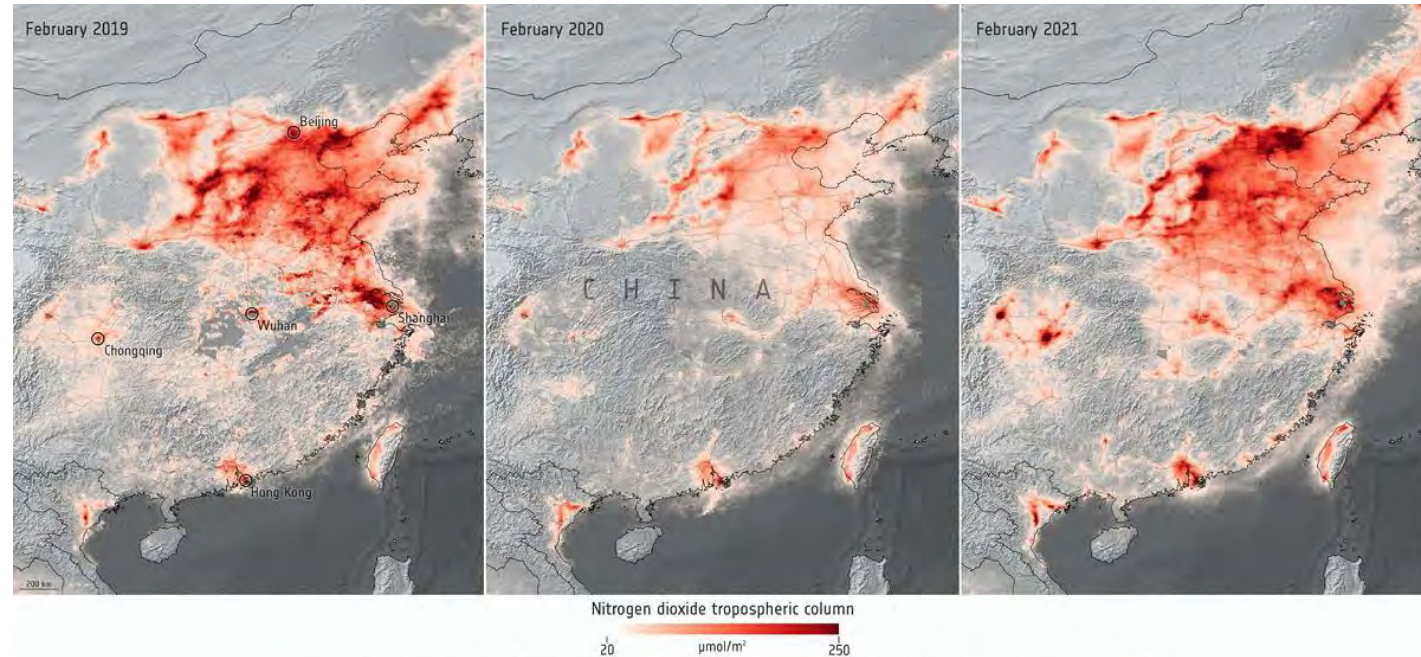 February 2019
February 2020
February 2021
Beijing
Wuhan
Shanghai
Chongqing
Hong Kong
200 km
C H I N A
Nitrogen dioxide tropospheric column
20 µmol/m² 250